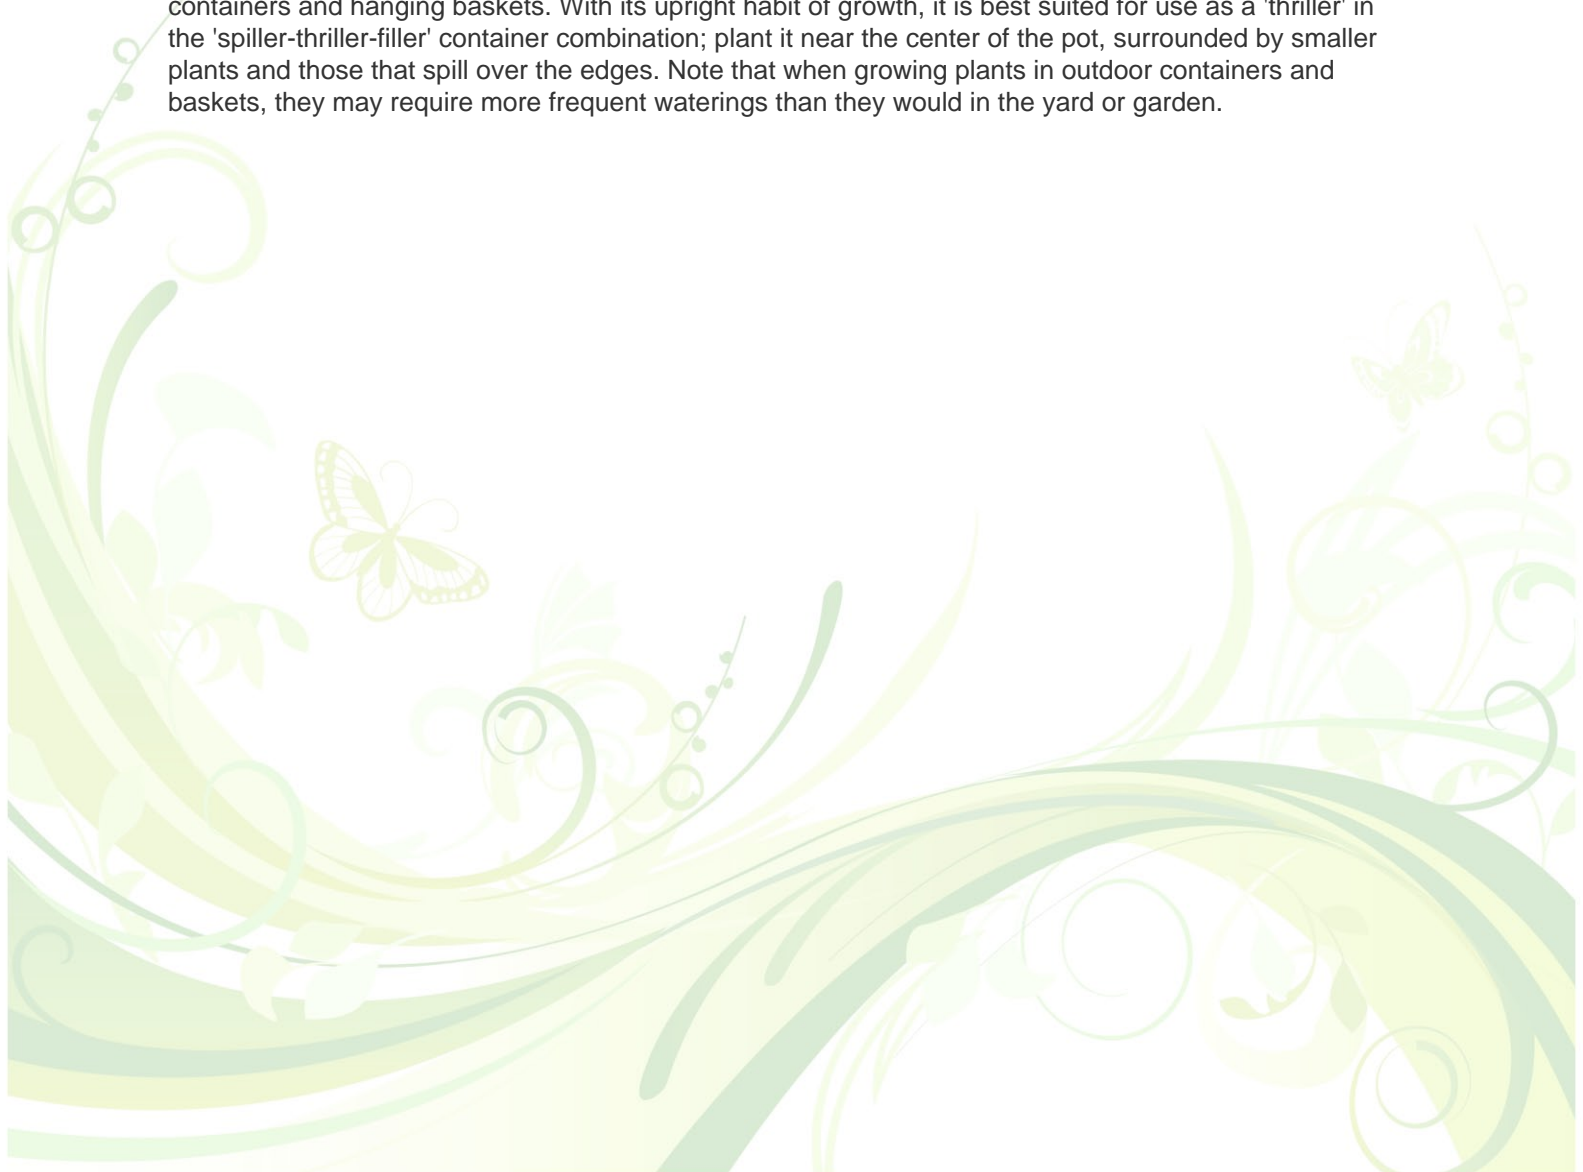 containers and hanging baskets. With its upright habit of growth, it is best suited for use as a 'thriller' in
the 'spiller-thriller-filler' container combination; plant it near the center of the pot, surrounded by smaller
plants and those that spill over the edges. Note that when growing plants in outdoor containers and
baskets, they may require more frequent waterings than they would in the yard or garden.